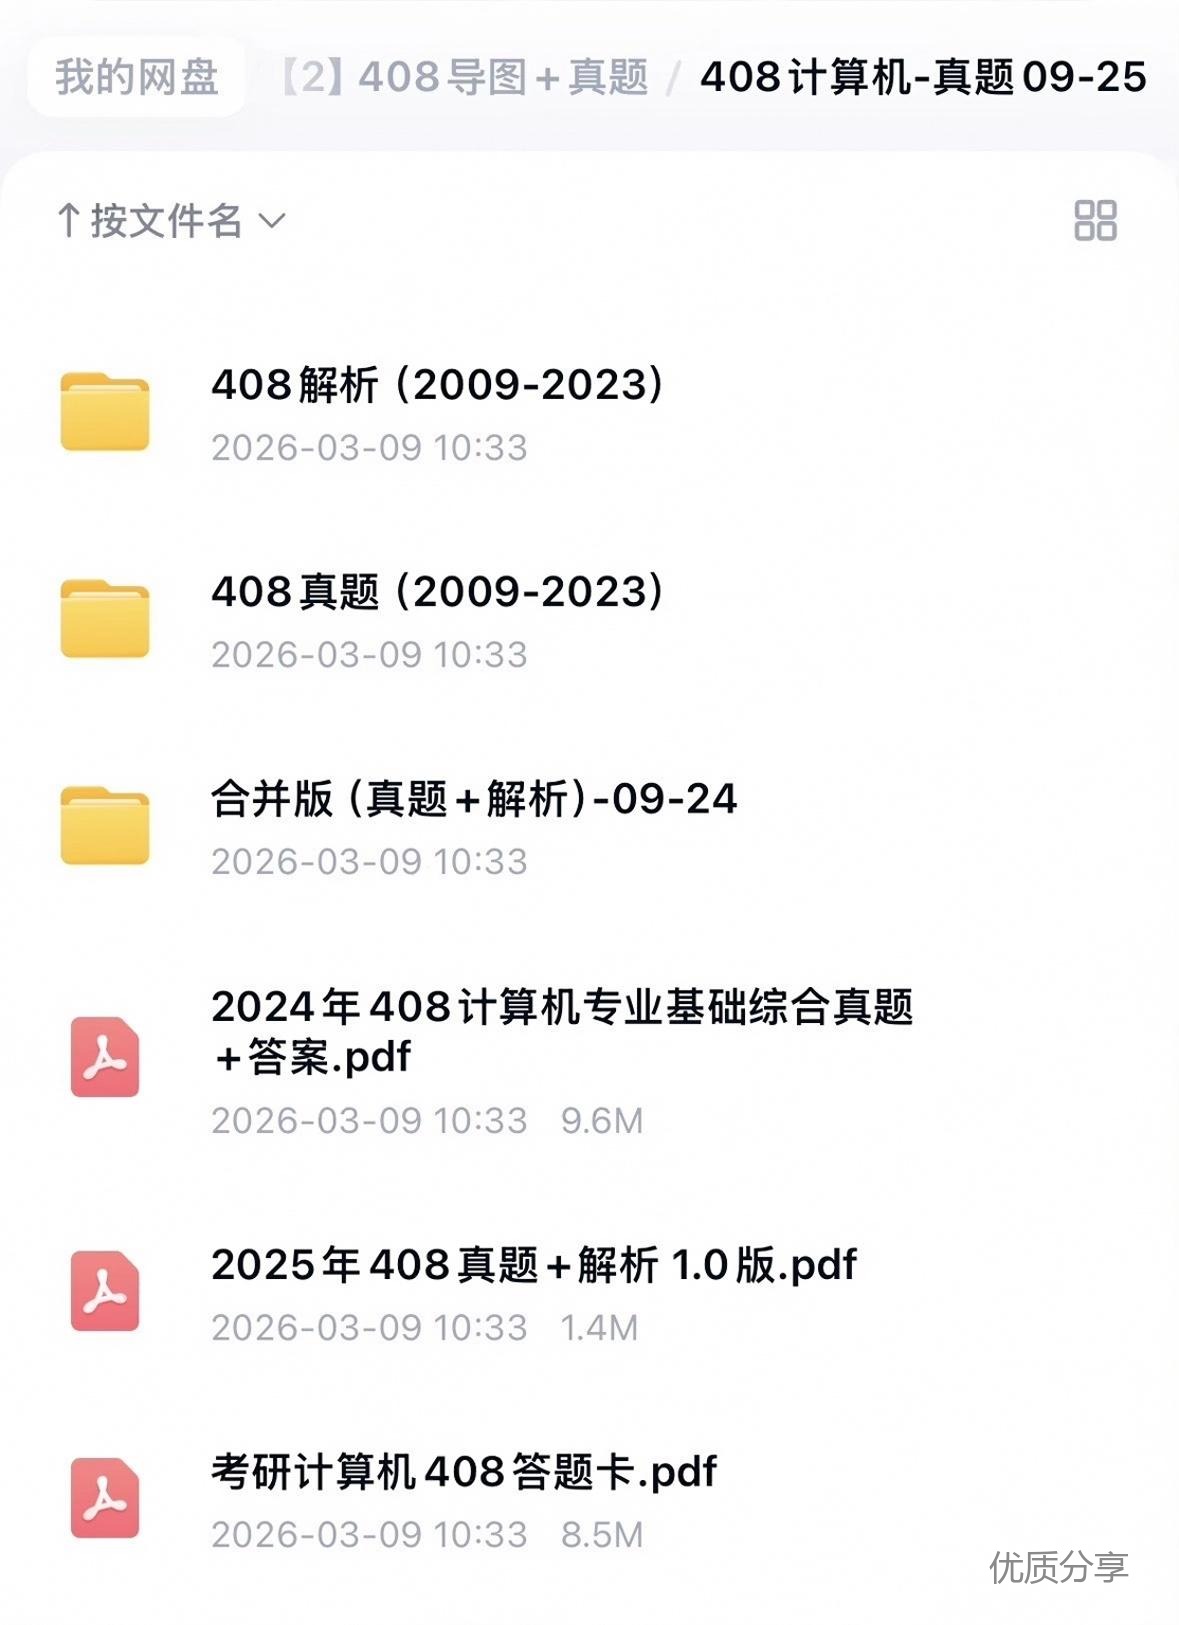 我的网盘 【2】408导图+真题 / 408计算机-真题09-25
↑按文件名
408解析（2009-2023）
2026-03-09 10:33
408真题（2009-2023）
2026-03-09 10:33
合并版（真题+解析）-09-24
2026-03-09 10:33
2024年408计算机专业基础综合真题
+答案.pdf
2026-03-09 10:33 9.6M
2025年408真题+解析 1.0版.pdf
2026-03-09 10:33 1.4M
考研计算机408答题卡.pdf
2026-03-09 10:33 8.5M
优质分享